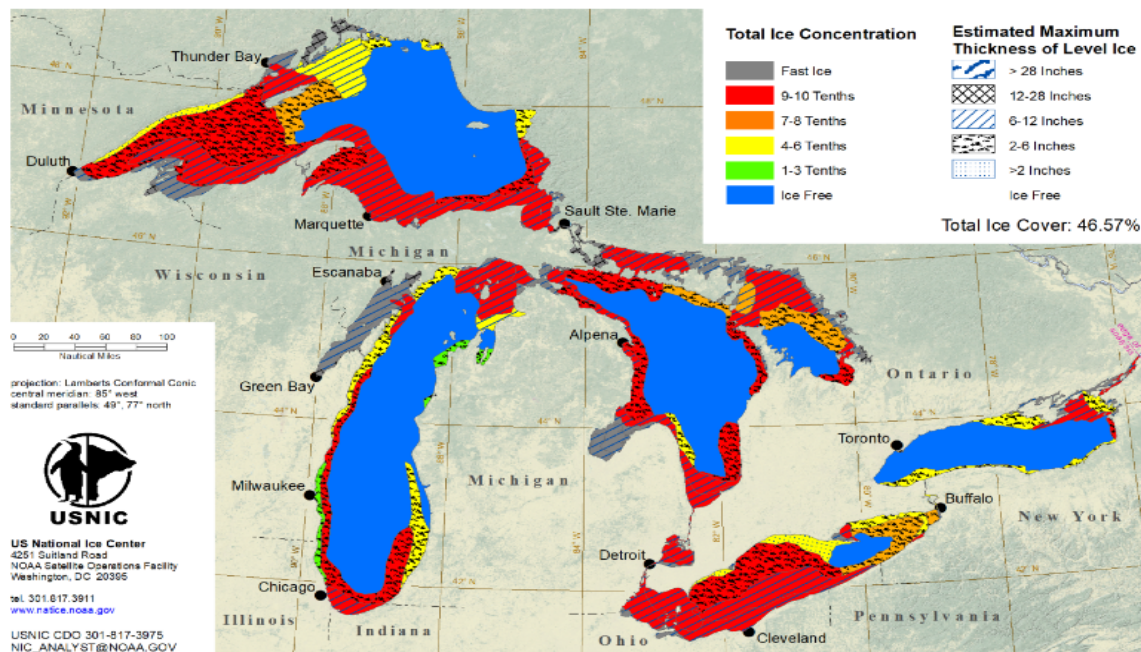 Total Ice Concentration
Fast Ice
9-10 Tenths
7-8 Tenths
4-6 Tenths
1-3 Tenths
Ice Free
Estimated Maximum
Thickness of Level Ice
> 28 Inches
12-28 Inches
6-12 Inches
2-6 Inches
>2 Inches
Ice Free
Total Ice Cover: 46.57%
Thunder Bay
48° N
Minnesota
Duluth
Marquette
Sault Ste. Marie
Michigan
Wisconsin
Escanaba
Alpena
Green Bay
Ontario
44° N
44° N
Toronto
Milwaukee
Michigan
Buffalo
New York
Detroit
Chicago
42° N
42° N
Illinois
Indiana
Ohio
Pennsylvania
Cleveland
0 20 40 60 80 100
Nautical Miles
projection: Lamberts Conformal Conic
central meridian: 85° west
standard parallels: 49°, 77° north
USNIC
US National Ice Center
4251 Suitland Road
NOAA Satellite Operations Facility
Washington, DC 20395
tel. 301.817.3911
www.natice.noaa.gov
USNIC CDO 301-817-3975
NIC_ANALYST@NOAA.GOV